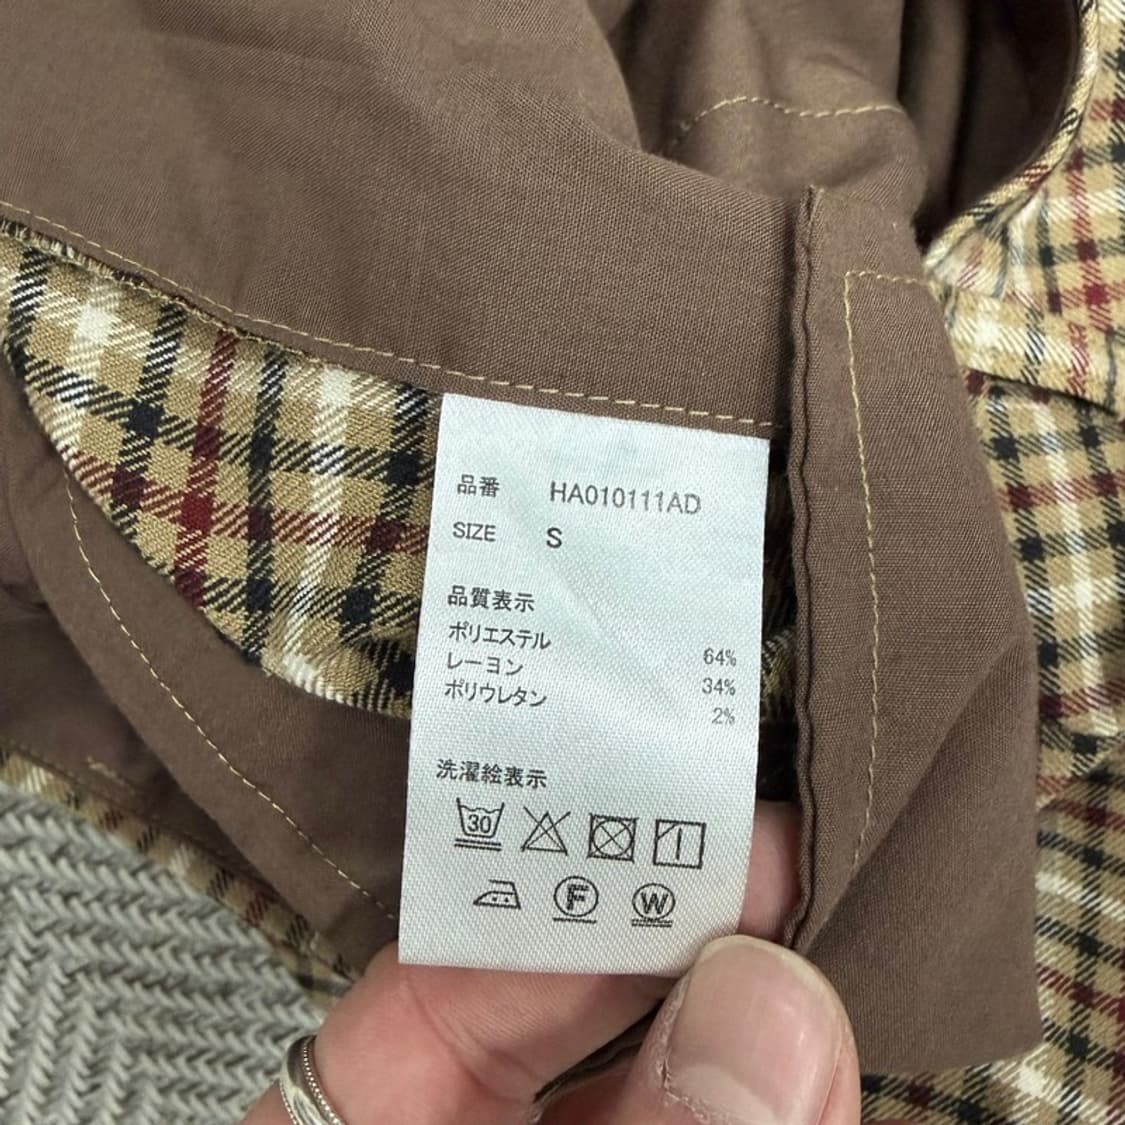 品番 HA010111AD
SIZE S
品質表示
ポリエステル 64%
レーヨン 34%
ポリウレタン 2%
洗濯絵表示
30
F W